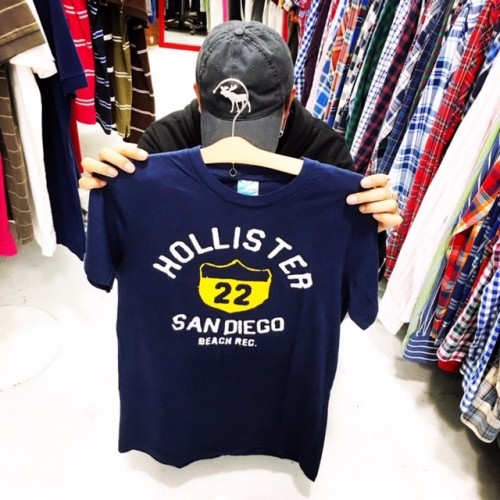 HOLLISTER
22
SAN DIEGO
BEACH REC.